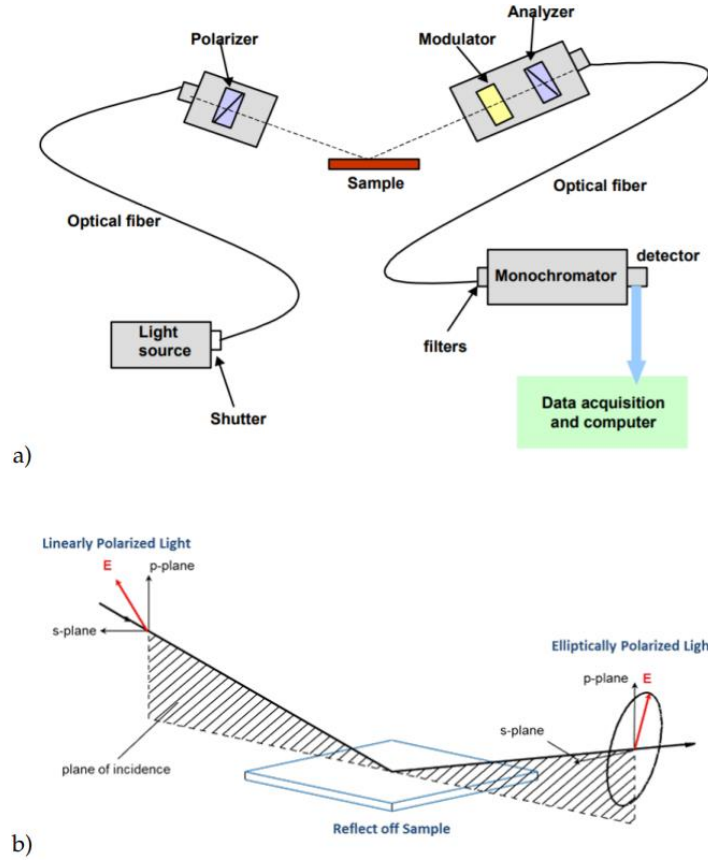 Analyzer
Modulator
Polarizer
Sample
Optical fiber
Optical fiber
detector
Monochromator
Light
source
filters
Shutter
Data acquisition
and computer
a)
Linearly Polarized Light
E
p-plane
s-plane
Elliptically Polarized Ligh
p-plane
E
s-plane
plane of incidence
Reflect off Sample
b)